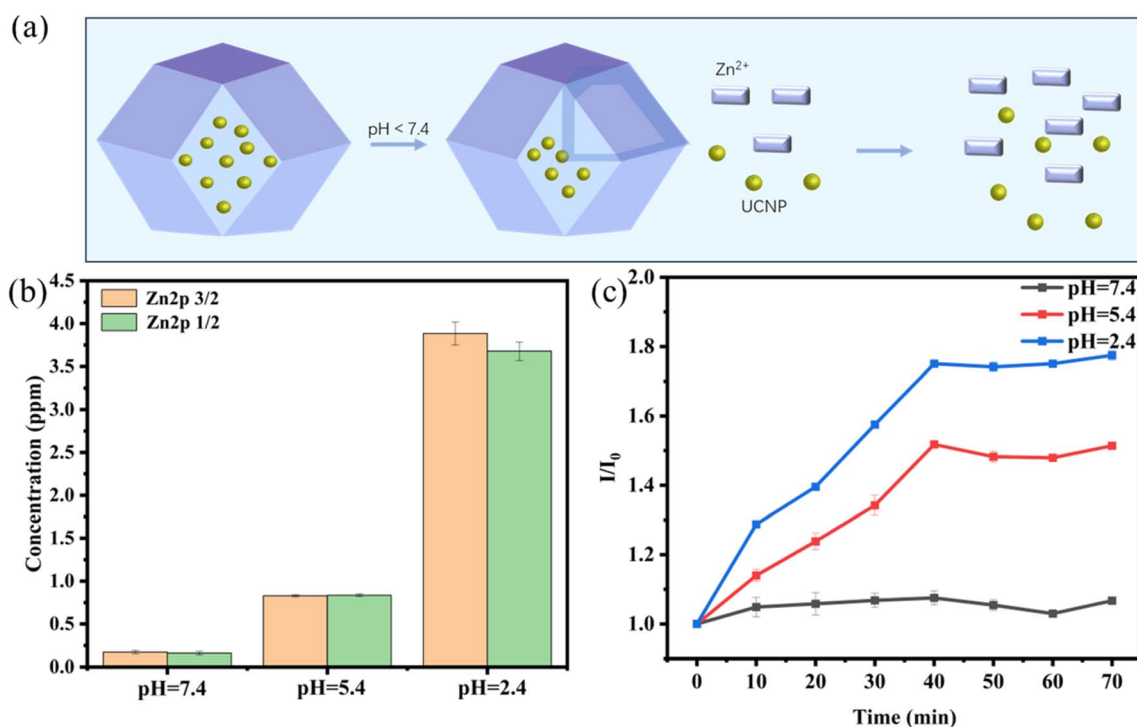 (a)
Zn²⁺
pH < 7.4
UCNP
(b)
4.5
4.0
3.5
3.0
2.5
2.0
1.5
1.0
0.5
0.0
Concentration (ppm)
Zn2p 3/2
Zn2p 1/2
pH=7.4
pH=5.4
pH=2.4
(c)
2.0
1.8
1.6
1.4
1.2
1.0
I/I₀
pH=7.4
pH=5.4
pH=2.4
0 10 20 30 40 50 60 70
Time (min)